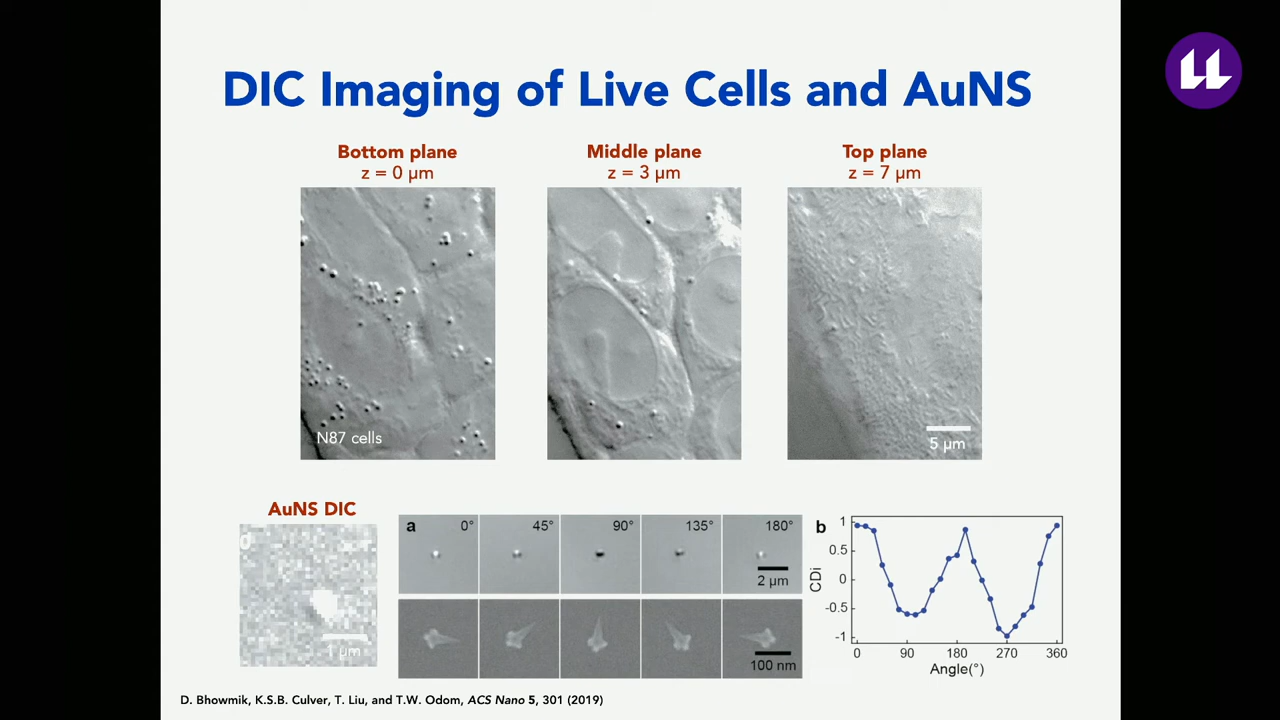 DIC Imaging of Live Cells and AuNS
Bottom plane
z = 0 µm
Middle plane
z = 3 µm
Top plane
z = 7 µm
N87 cells
5 µm
AuNS DIC
1 µm
a
0°
45°
90°
135°
180°
2 µm
100 nm
b
1
0.5
0
-0.5
-1
CDi
0
90
180
270
360
Angle(°)
D. Bhowmik, K.S.B. Culver, T. Liu, and T.W. Odom, ACS Nano 5, 301 (2019)